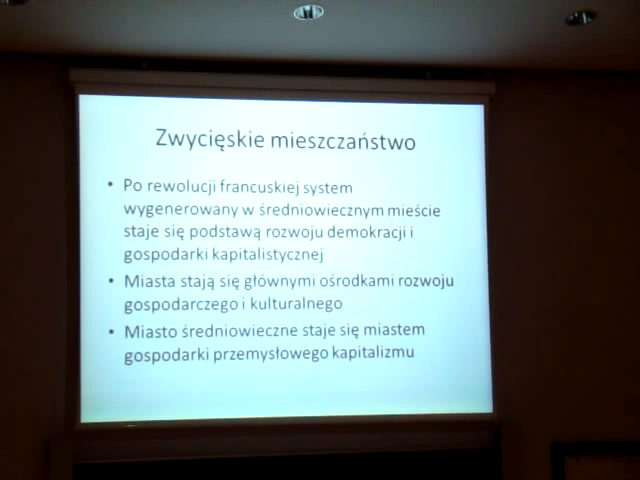 Zwycięskie mieszczaństwo
• Po rewolucji francuskiej system
wygenerowany w średniowiecznym mieście
staje się podstawą rozwoju demokracji i
gospodarki kapitalistycznej
• Miasta stają się głównymi ośrodkami rozwoju
gospodarczego i kulturalnego
• Miasto średniowieczne staje się miastem
gospodarki przemysłowego kapitalizmu